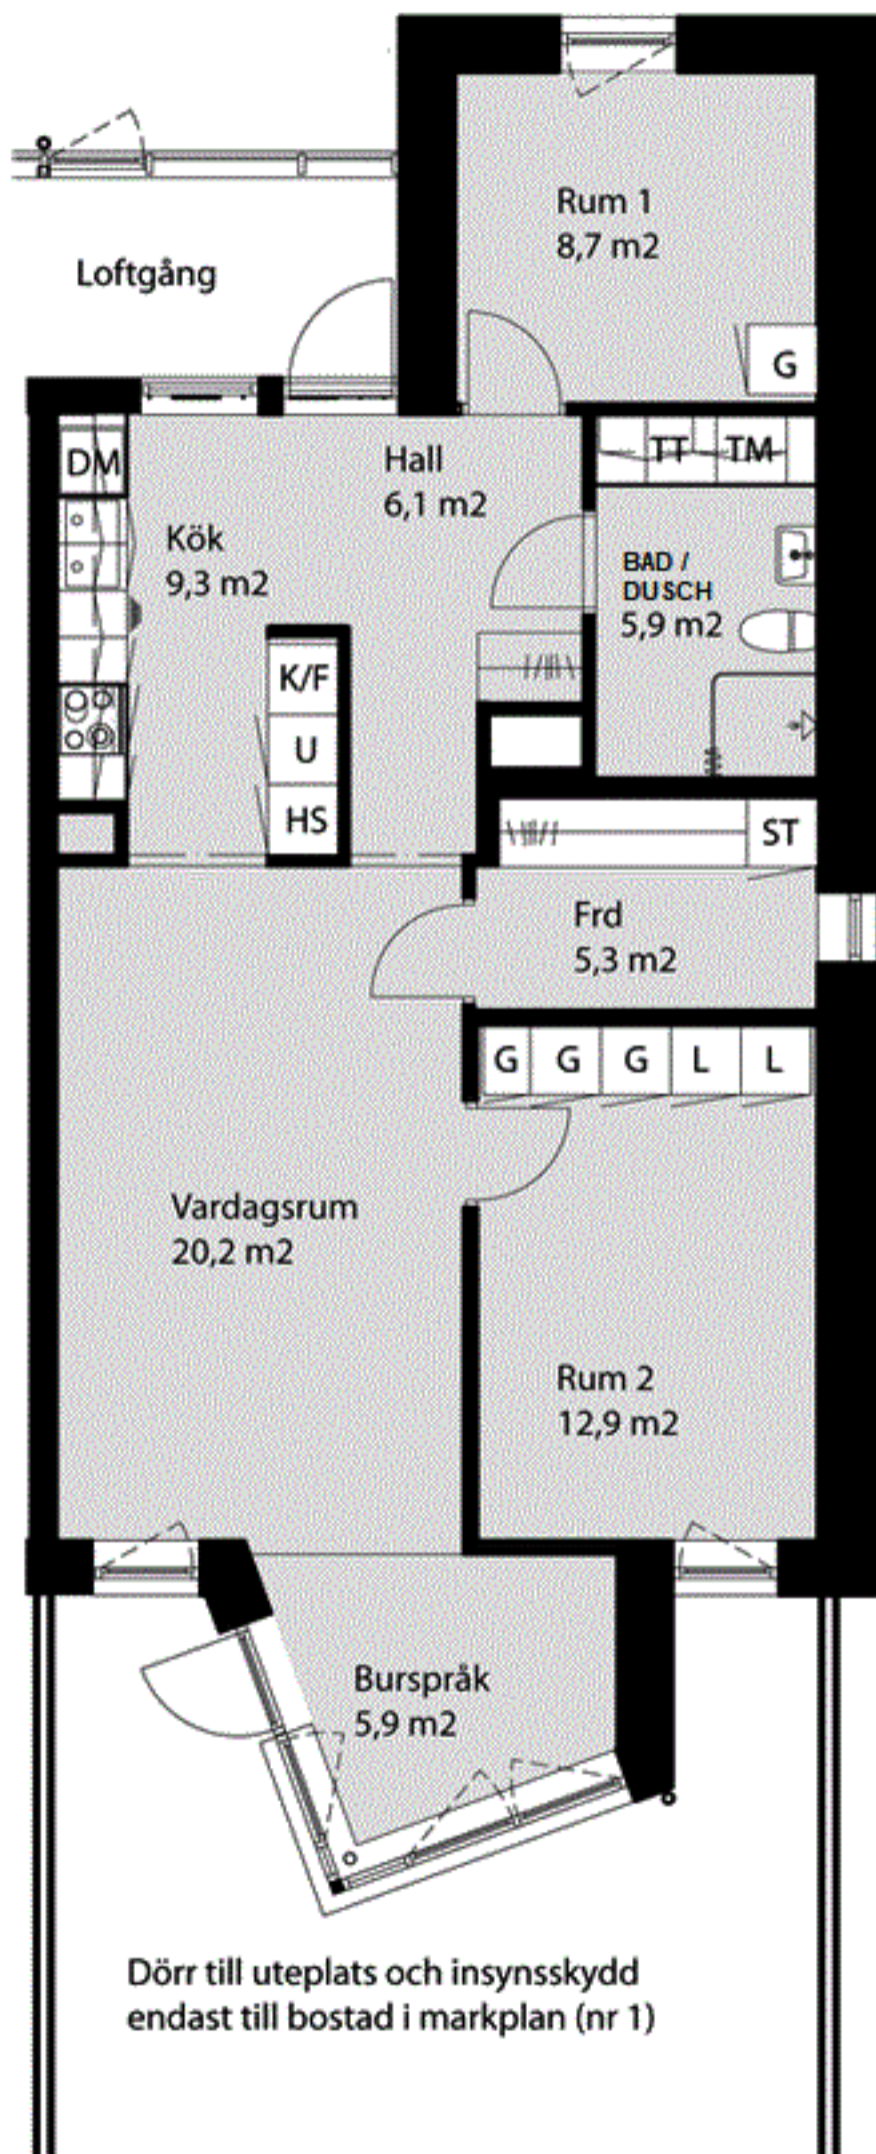 Rum 1
8,7 m2
Loftgång
G
DM
Hall
6,1 m2
TT TM
Kök
9,3 m2
BAD /
DUSCH
5,9 m2
K/F
U
HS
ST
Frd
5,3 m2
G G G L L
Vardagsrum
20,2 m2
Rum 2
12,9 m2
Burspråk
5,9 m2
Dörr till uteplats och insynsskydd
endast till bostad i markplan (nr 1)